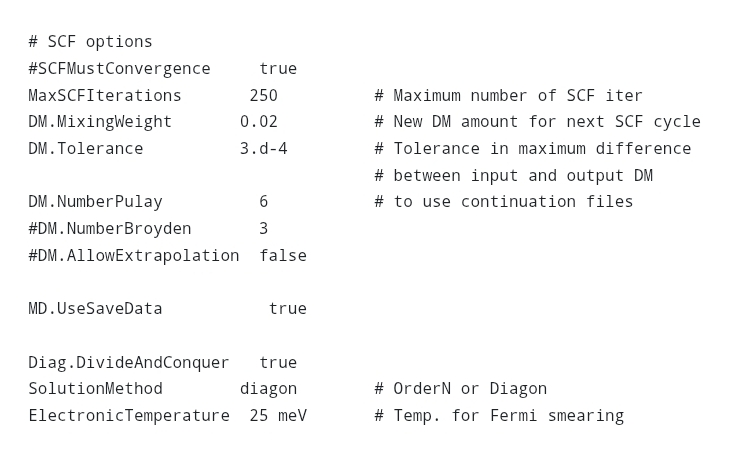 # SCF options
#SCFMustConvergence     true
MaxSCFIterations       250          # Maximum number of SCF iter
DM.MixingWeight       0.02          # New DM amount for next SCF cycle
DM.Tolerance          3.d-4         # Tolerance in maximum difference
                                    # between input and output DM
DM.NumberPulay          6           # to use continuation files
#DM.NumberBroyden       3
#DM.AllowExtrapolation  false
MD.UseSaveData           true
Diag.DivideAndConquer   true
SolutionMethod        diagon        # OrderN or Diagon
ElectronicTemperature  25 meV       # Temp. for Fermi smearing